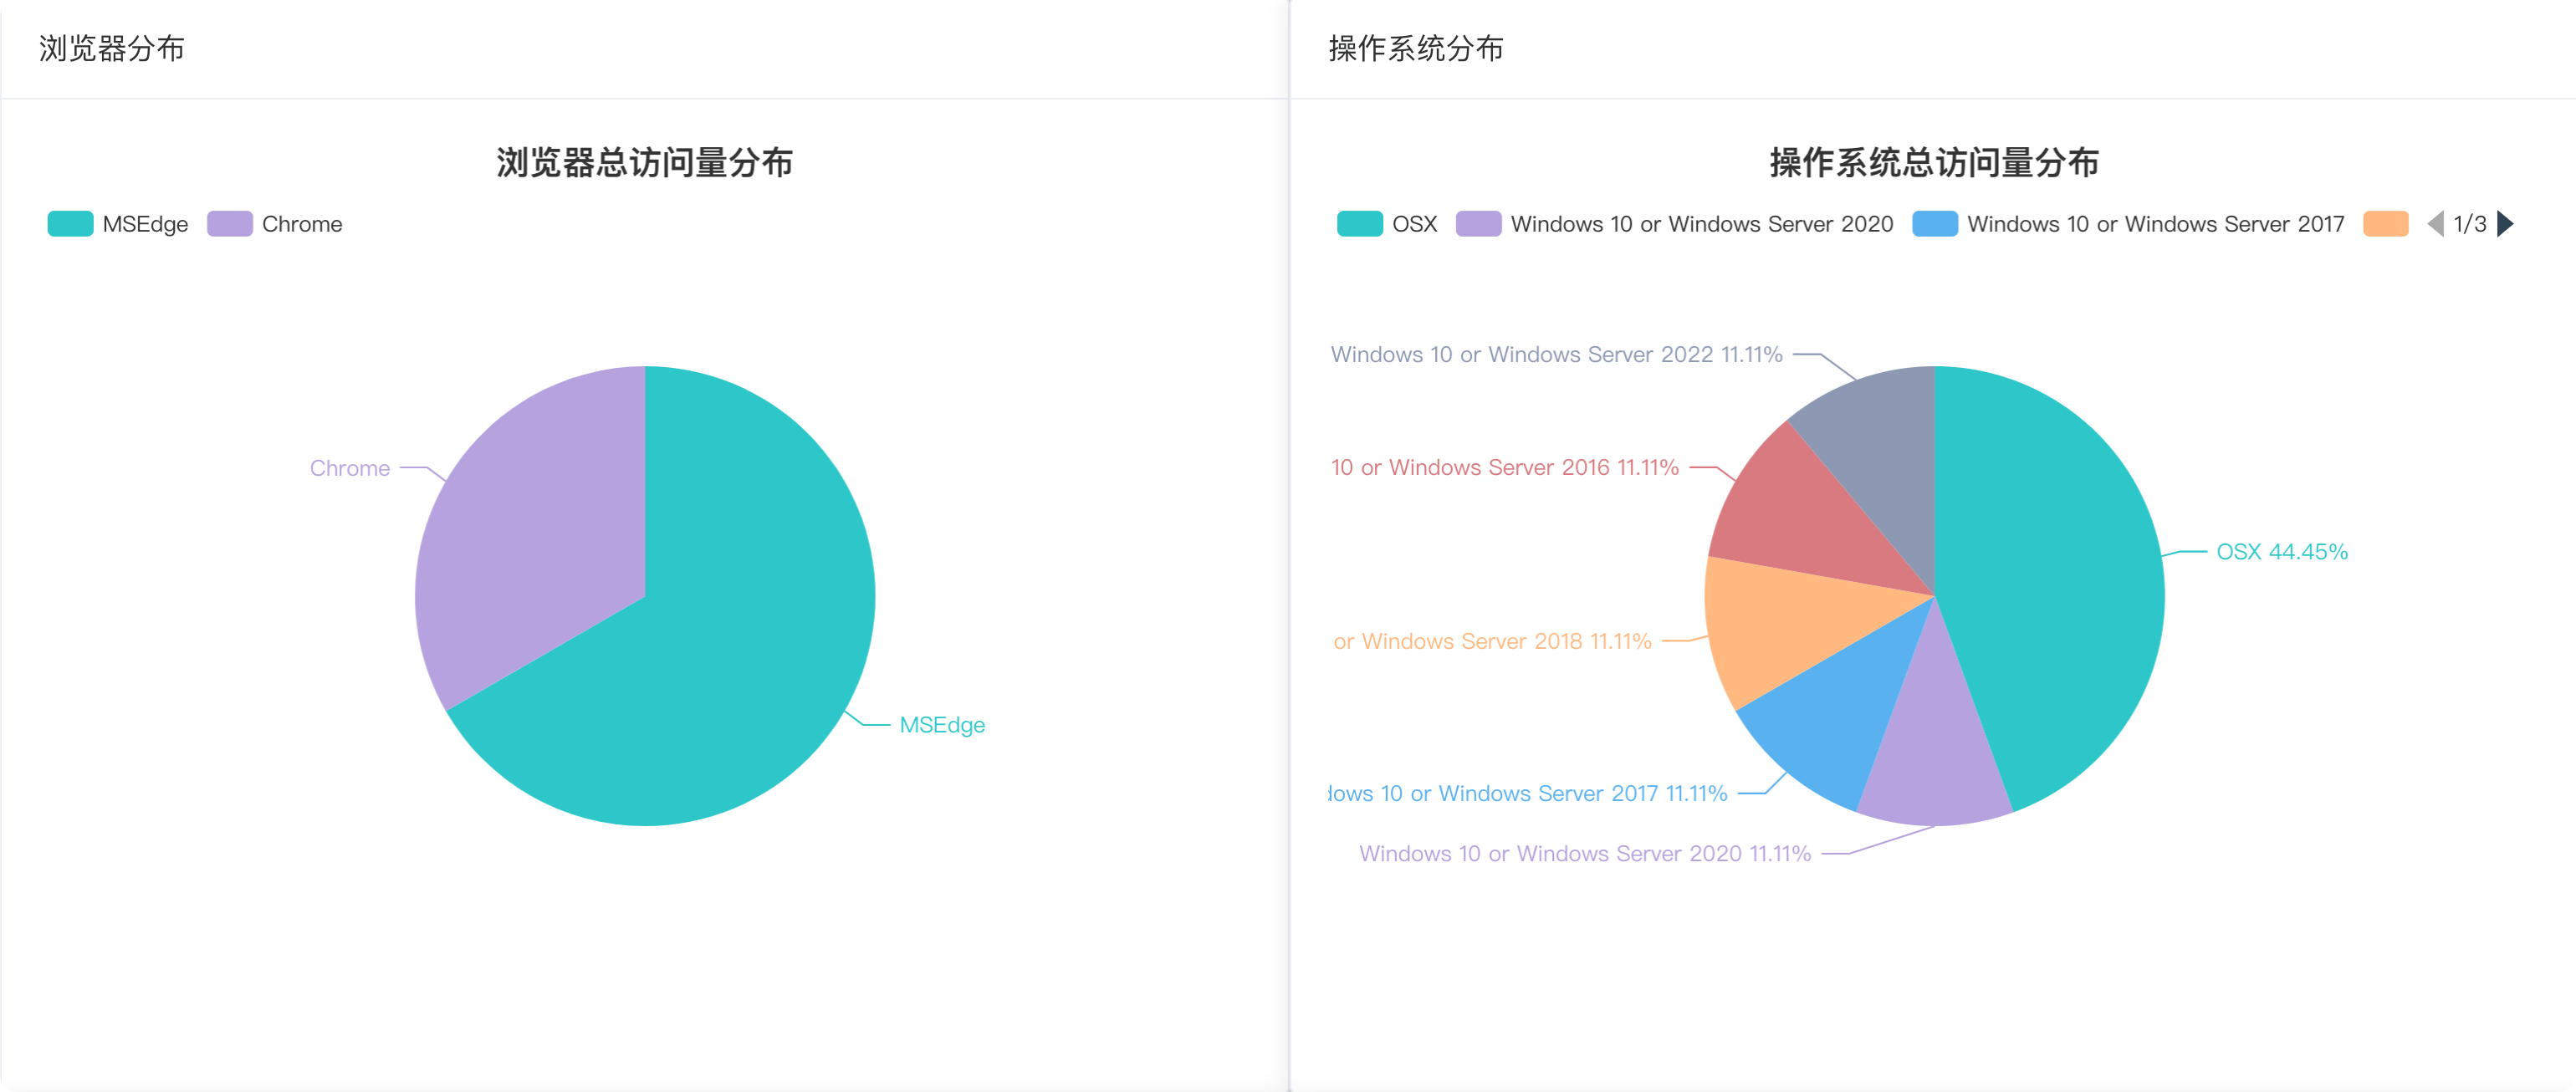 浏览器分布
浏览器总访问量分布
MSEdge Chrome
Chrome
MSEdge
操作系统分布
操作系统总访问量分布
OSX Windows 10 or Windows Server 2020 Windows 10 or Windows Server 2017 1/3
Windows 10 or Windows Server 2022 11.11%
10 or Windows Server 2016 11.11%
OSX 44.45%
or Windows Server 2018 11.11%
dows 10 or Windows Server 2017 11.11%
Windows 10 or Windows Server 2020 11.11%